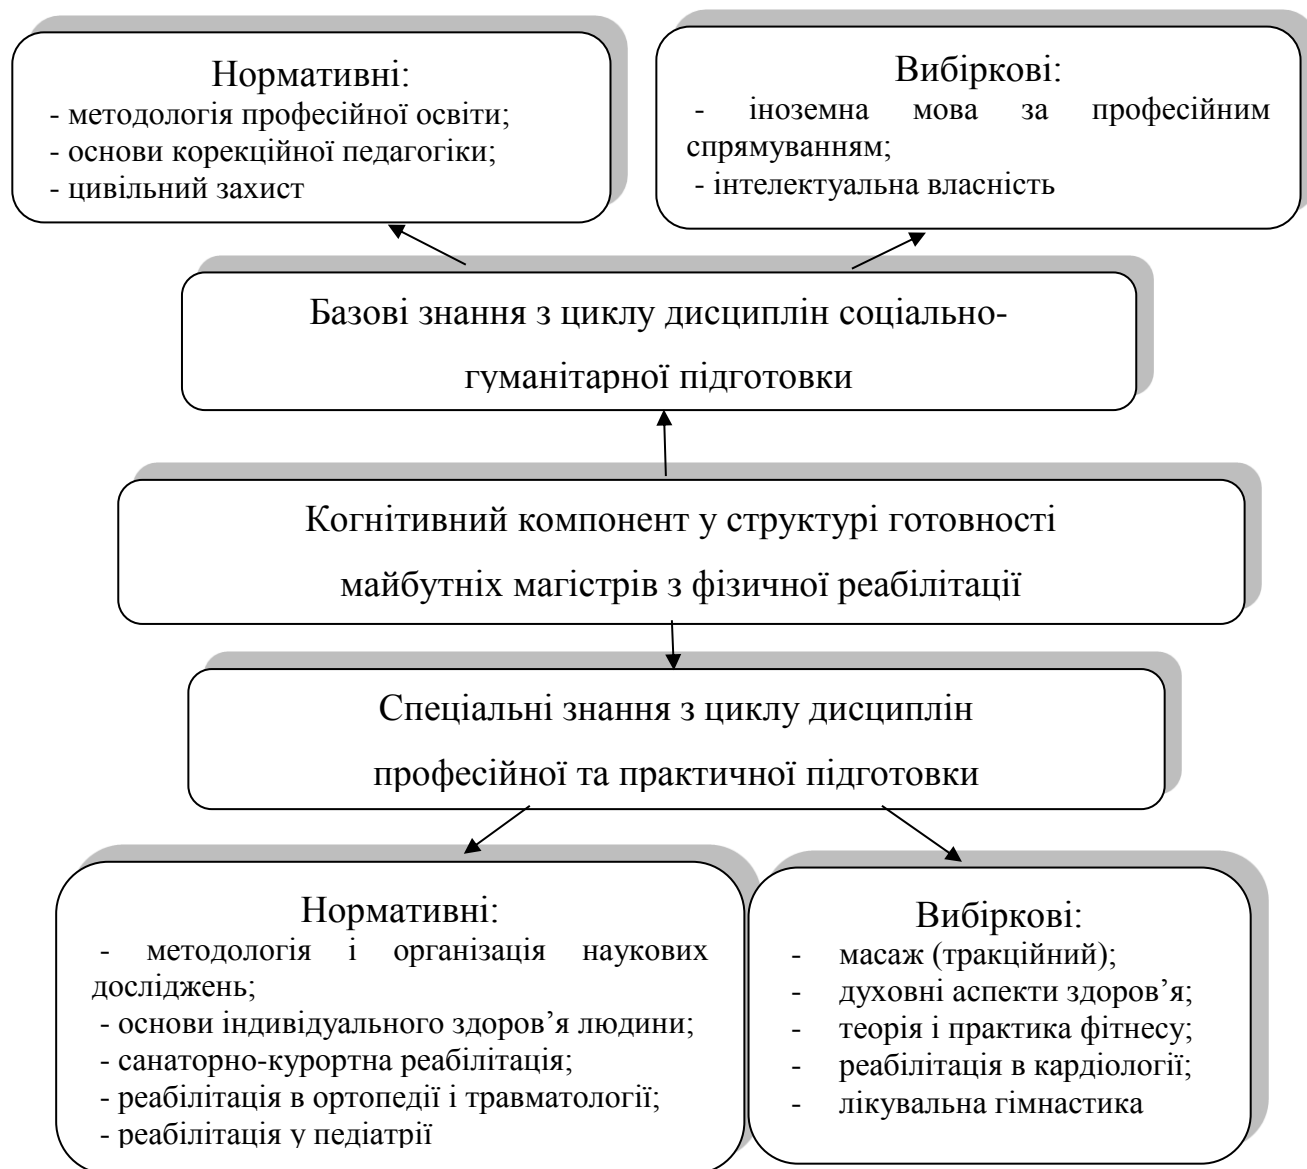 Нормативні:
- методологія професійної освіти;
- основи корекційної педагогіки;
- цивільний захист
Вибіркові:
- іноземна мова за професійним
спрямуванням;
- інтелектуальна власність
Базові знання з циклу дисциплін соціально-
гуманітарної підготовки
Когнітивний компонент у структурі готовності
майбутніх магістрів з фізичної реабілітації
Спеціальні знання з циклу дисциплін
професійної та практичної підготовки
Нормативні:
- методологія і організація наукових
досліджень;
- основи індивідуального здоров’я людини;
- санаторно-курортна реабілітація;
- реабілітація в ортопедії і травматології;
- реабілітація у педіатрії
Вибіркові:
- масаж (тракційний);
- духовні аспекти здоров’я;
- теорія і практика фітнесу;
- реабілітація в кардіології;
- лікувальна гімнастика